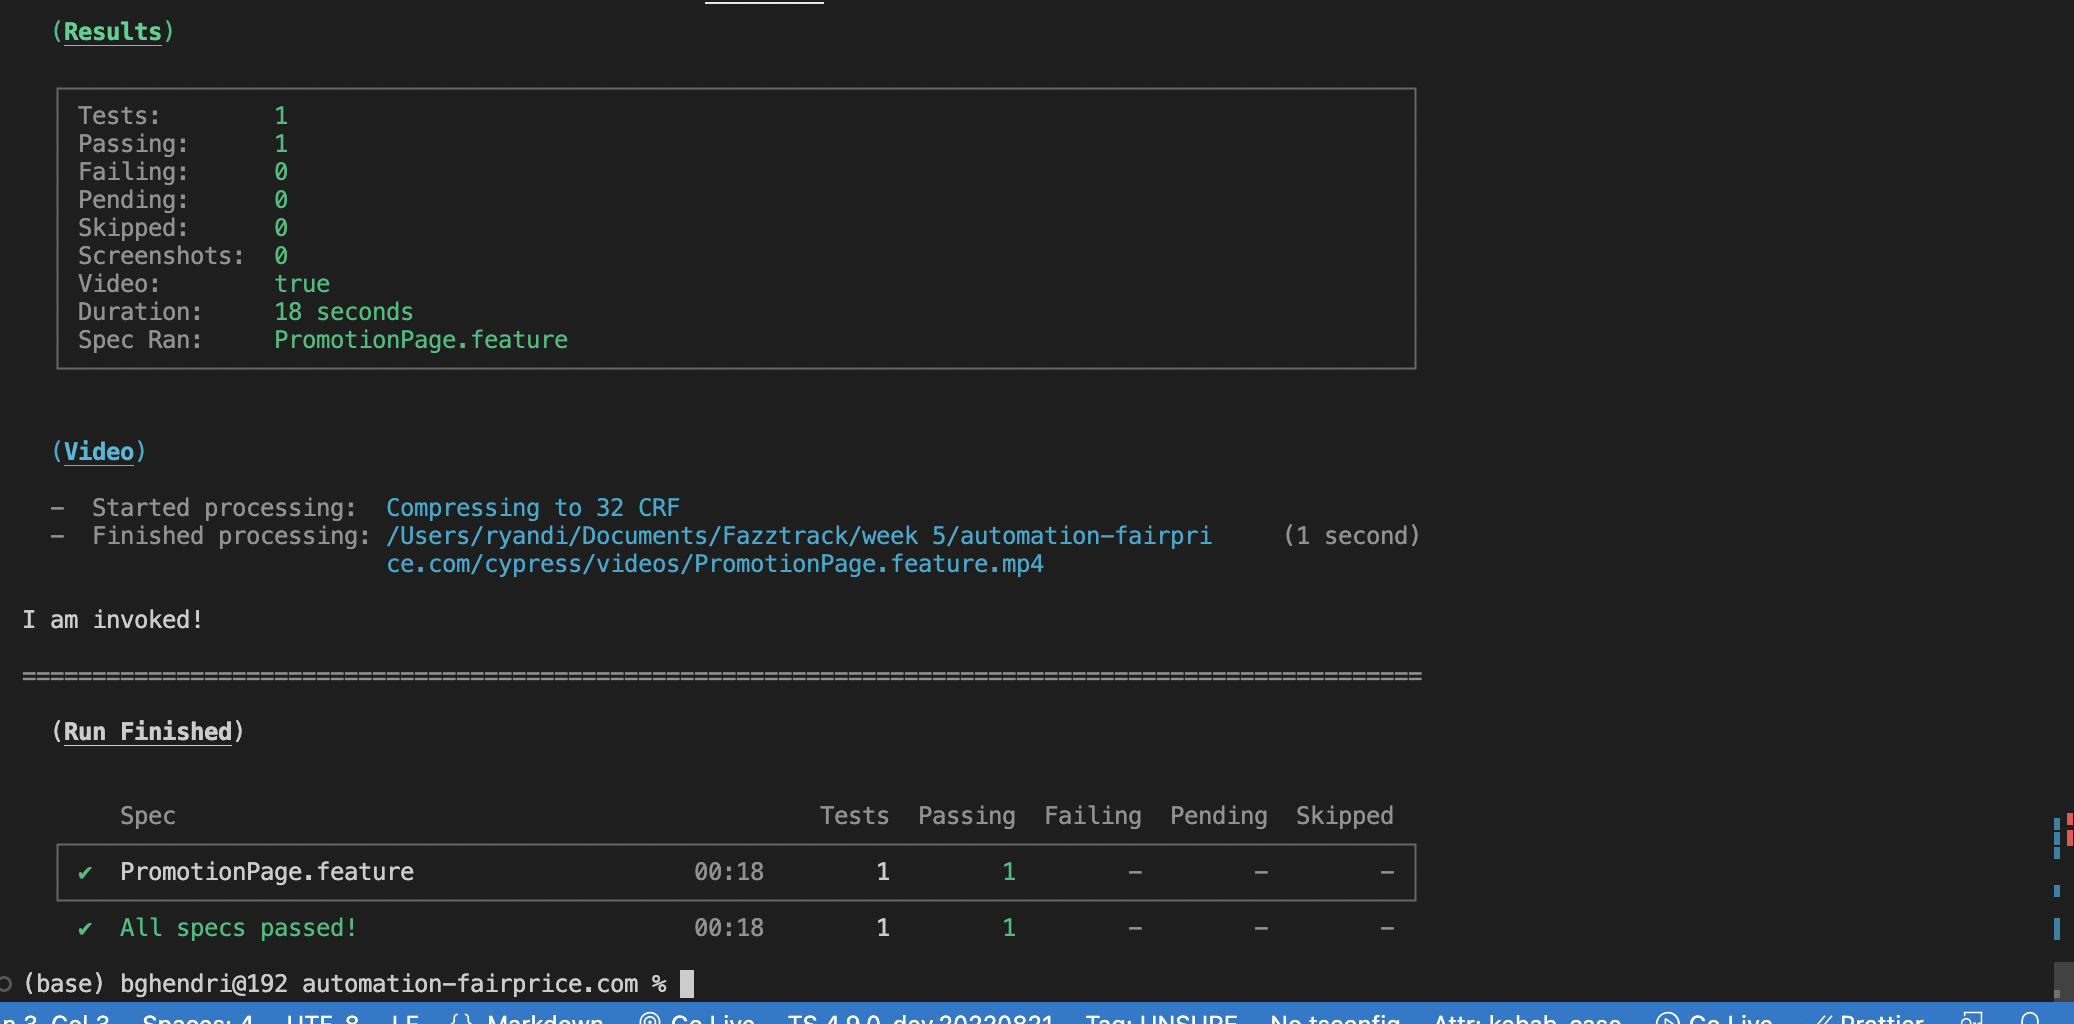 (Results)
Tests: 1
Passing: 1
Failing: 0
Pending: 0
Skipped: 0
Screenshots: 0
Video: true
Duration: 18 seconds
Spec Ran: PromotionPage.feature
(Video)
- Started processing: Compressing to 32 CRF
- Finished processing: /Users/ryandi/Documents/Fazztrack/week 5/automation-fairpri (1 second)
ce.com/cypress/videos/PromotionPage.feature.mp4
I am invoked!
====================================================================================================
(Run Finished)
Spec Tests Passing Failing Pending Skipped
✔ PromotionPage.feature 00:18 1 1 - - -
✔ All specs passed! 00:18 1 1 - - -
(base) bghendri@192 automation-fairprice.com %
n 3, Col 3 Spaces: 4 UTF-8 LF {} Markdown Go Live TS 4.9.0-dev.20220821 Tag: UNSURE No tsconfig Attr: kebab-case Go Live Prettier